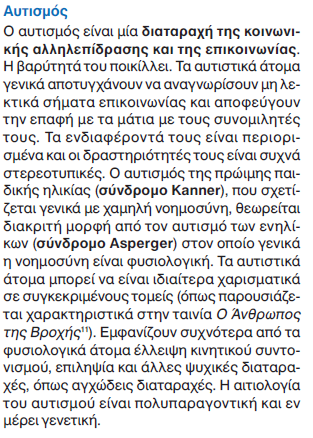 Αυτισμός
Ο αυτισμός είναι μία διαταραχή της κοινωνι-
κής αλληλεπίδρασης και της επικοινωνίας.
Η βαρύτητά του ποικίλλει. Τα αυτιστικά άτομα
γενικά αποτυγχάνουν να αναγνωρίσουν μη λε-
κτικά σήματα επικοινωνίας και αποφεύγουν
την επαφή με τα μάτια με τους συνομιλητές
τους. Τα ενδιαφέροντά τους είναι περιορι-
σμένα και οι δραστηριότητές τους είναι συχνά
στερεοτυπικές. Ο αυτισμός της πρώιμης παι-
δικής ηλικίας (σύνδρομο Kanner), που σχετί-
ζεται γενικά με χαμηλή νοημοσύνη, θεωρείται
διακριτή μορφή από τον αυτισμό των ενηλί-
κων (σύνδρομο Asperger) στον οποίο γενικά
η νοημοσύνη είναι φυσιολογική. Τα αυτιστικά
άτομα μπορεί να είναι ιδιαίτερα χαρισματικά
σε συγκεκριμένους τομείς (όπως παρουσιάζε-
ται χαρακτηριστικά στην ταινία Ο Άνθρωπος
της Βροχής¹¹). Εμφανίζουν συχνότερα από τα
φυσιολογικά άτομα έλλειψη κινητικού συντο-
νισμού, επιληψία και άλλες ψυχικές διαταρα-
χές, όπως αγχώδεις διαταραχές. Η αιτιολογία
του αυτισμού είναι πολυπαραγοντική και εν
μέρει γενετική.